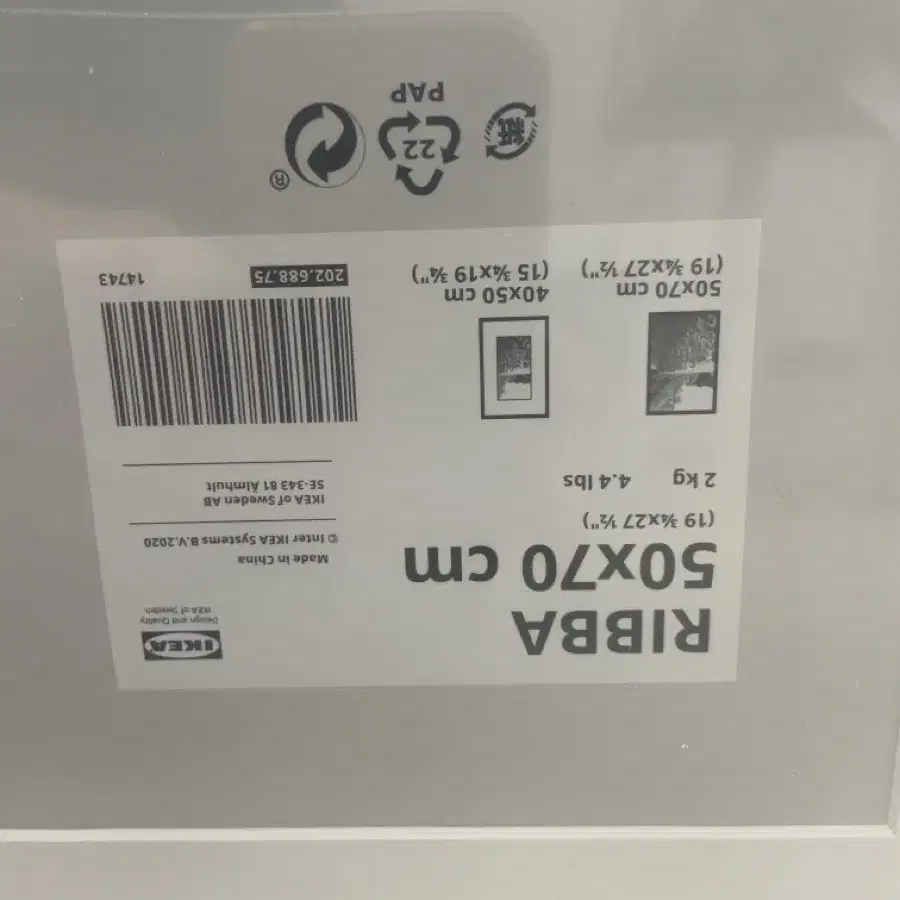 RIBBA
50x70 cm
(19 ¾x27 ½")
2 kg 4.4 lbs
IKEA
Design and Quality
IKEA of Sweden
Made in China
© Inter IKEA Systems B.V.2020
IKEA of Sweden AB
SE-343 81 Älmhult
50x70 cm
(19 ¾x27 ½")
40x50 cm
(15 ¾x19 ¾")
202.688.75
14743
紙
22
PAP
®